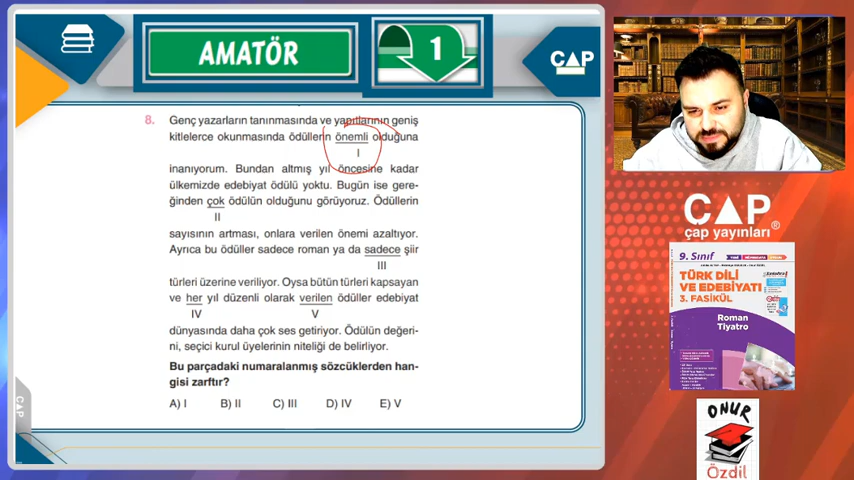 AMATÖR
1
CAP
8. Genç yazarların tanınmasında ve yapıtlarının geniş
kitlelerce okunmasında ödüllerin önemli olduğuna
I
inanıyorum. Bundan altmış yıl öncesine kadar
ülkemizde edebiyat ödülü yoktu. Bugün ise gere-
ğinden çok ödülün olduğunu görüyoruz. Ödüllerin
II
sayısının artması, onlara verilen önemi azaltıyor.
Ayrıca bu ödüller sadece roman ya da sadece şiir
III
türleri üzerine veriliyor. Oysa bütün türleri kapsayan
ve her yıl düzenli olarak verilen ödüller edebiyat
IV V
dünyasında daha çok ses getiriyor. Ödülün değeri-
ni, seçici kurul üyelerinin niteliği de belirliyor.
Bu parçadaki numaralanmış sözcüklerden han-
gisi zarftır?
A) I B) II C) III D) IV E) V
CAP
CAP
çap yayınları®
9. Sınıf
TÜRK DİLİ
VE EDEBİYATI
3. FASİKÜL
Roman
Tiyatro
ONUR
Özdil